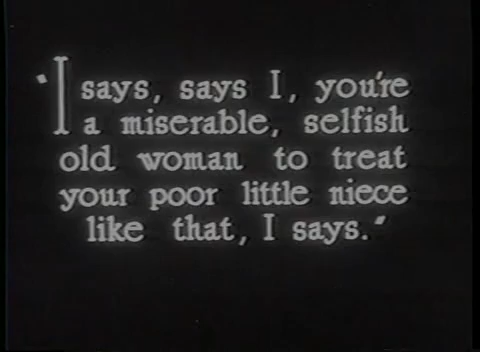 "I says, says I, you're
a miserable, selfish
old woman to treat
your poor little niece
like that, I says."